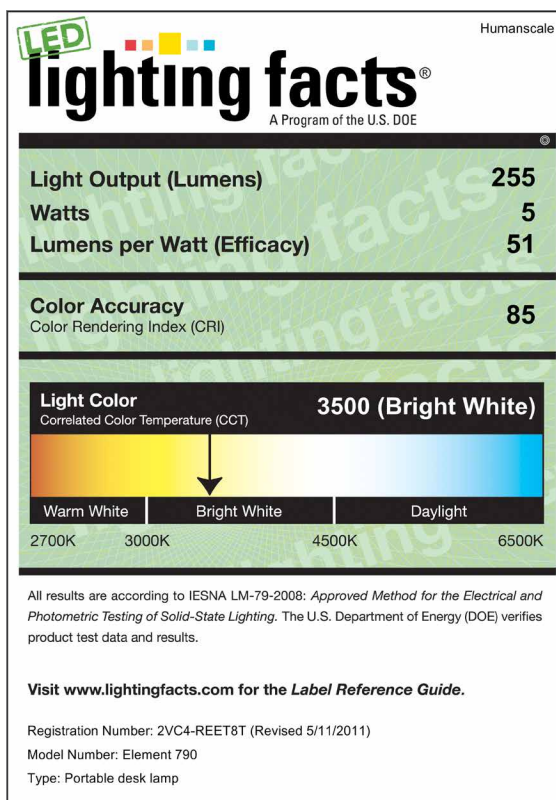 Humanscale
LED
lighting facts®
A Program of the U.S. DOE
©
Light Output (Lumens) 255
Watts 5
Lumens per Watt (Efficacy) 51
Color Accuracy
Color Rendering Index (CRI) 85
Light Color
Correlated Color Temperature (CCT) 3500 (Bright White)
Warm White Bright White Daylight
2700K 3000K 4500K 6500K
All results are according to IESNA LM-79-2008: Approved Method for the Electrical and
Photometric Testing of Solid-State Lighting. The U.S. Department of Energy (DOE) verifies
product test data and results.
Visit www.lightingfacts.com for the Label Reference Guide.
Registration Number: 2VC4-REET8T (Revised 5/11/2011)
Model Number: Element 790
Type: Portable desk lamp